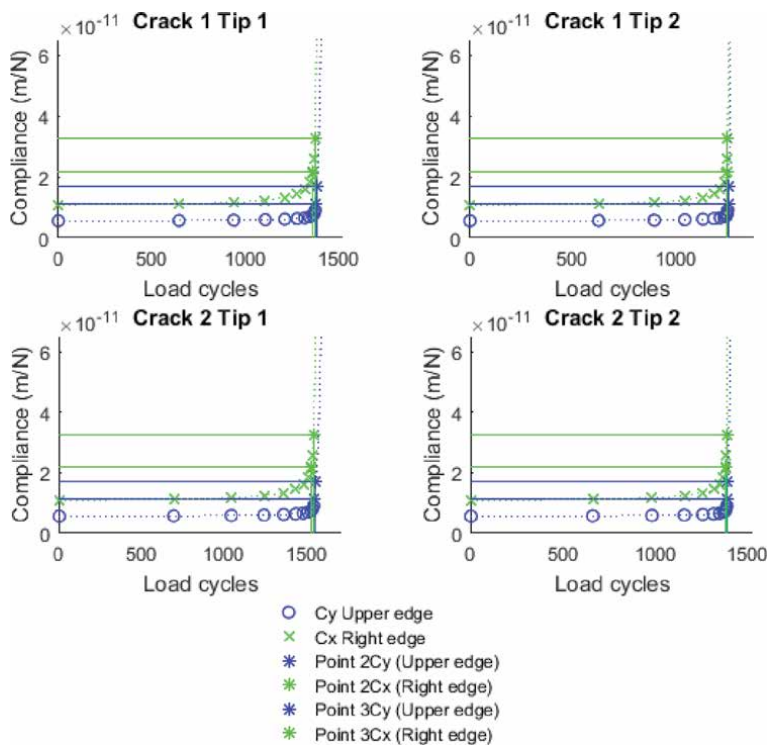 ×10⁻¹¹ Crack 1 Tip 1
Compliance (m/N)
6
4
2
0
0 500 1000 1500
Load cycles
×10⁻¹¹ Crack 1 Tip 2
Compliance (m/N)
6
4
2
0
0 500 1000
Load cycles
×10⁻¹¹ Crack 2 Tip 1
Compliance (m/N)
6
4
2
0
0 500 1000 1500
Load cycles
×10⁻¹¹ Crack 2 Tip 2
Compliance (m/N)
6
4
2
0
0 500 1000 1500
Load cycles
Cy Upper edge
Cx Right edge
Point 2Cy (Upper edge)
Point 2Cx (Right edge)
Point 3Cy (Upper edge)
Point 3Cx (Right edge)